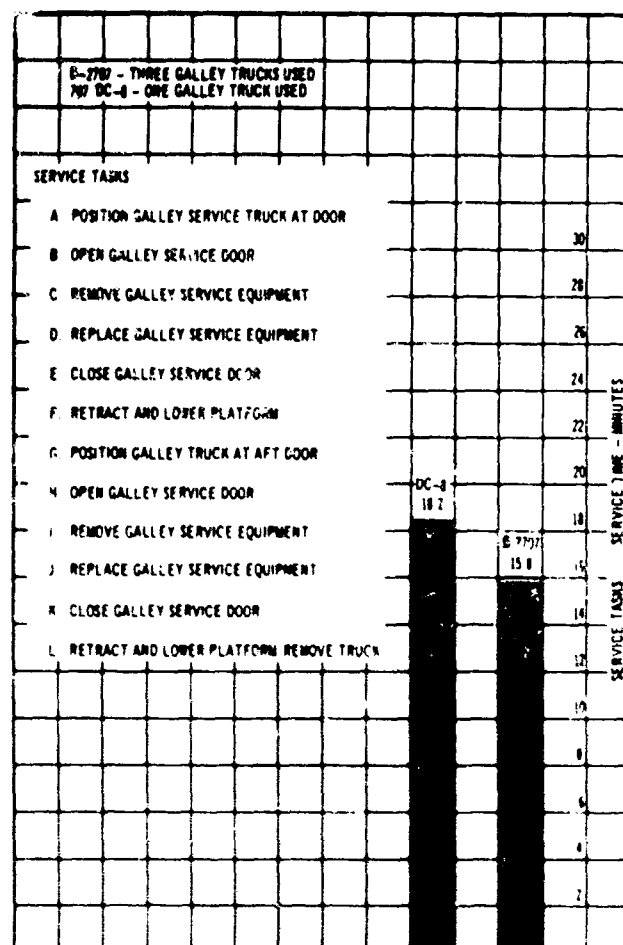 B-2707 - THREE GALLEY TRUCKS USED
707 DC-8 - ONE GALLEY TRUCK USED
SERVICE TASKS
A POSITION GALLEY SERVICE TRUCK AT DOOR
B OPEN GALLEY SERVICE DOOR
C REMOVE GALLEY SERVICE EQUIPMENT
D. REPLACE GALLEY SERVICE EQUIPMENT
E CLOSE GALLEY SERVICE DOOR
F. RETRACT AND LOWER PLATFORM
G. POSITION GALLEY TRUCK AT AFT DOOR
H OPEN GALLEY SERVICE DOOR
I REMOVE GALLEY SERVICE EQUIPMENT
J REPLACE GALLEY SERVICE EQUIPMENT
K CLOSE GALLEY SERVICE DOOR
L RETRACT AND LOWER PLATFORM REMOVE TRUCK
DC-8
18 2
B-2707
15 8
30
28
26
24
22
20
18
14
12
10
8
6
4
2
SERVICE TIME - MINUTES
SERVICE TASKS